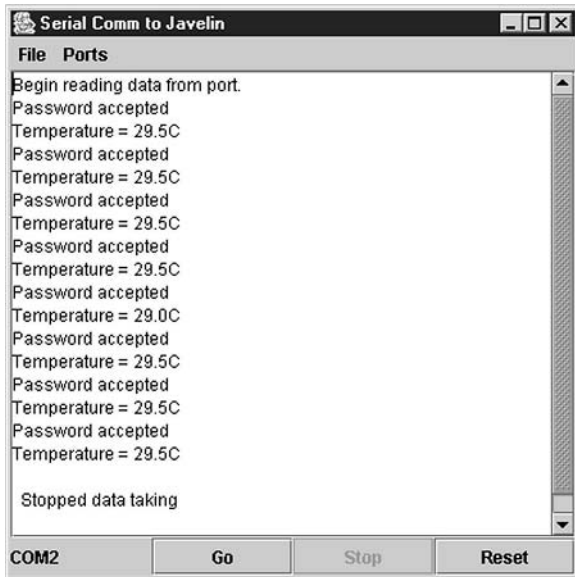 Serial Comm to Javelin
File Ports
Begin reading data from port.
Password accepted
Temperature = 29.5C
Password accepted
Temperature = 29.5C
Password accepted
Temperature = 29.5C
Password accepted
Temperature = 29.5C
Password accepted
Temperature = 29.0C
Password accepted
Temperature = 29.5C
Password accepted
Temperature = 29.5C
Password accepted
Temperature = 29.5C
Stopped data taking
COM2 Go Stop Reset